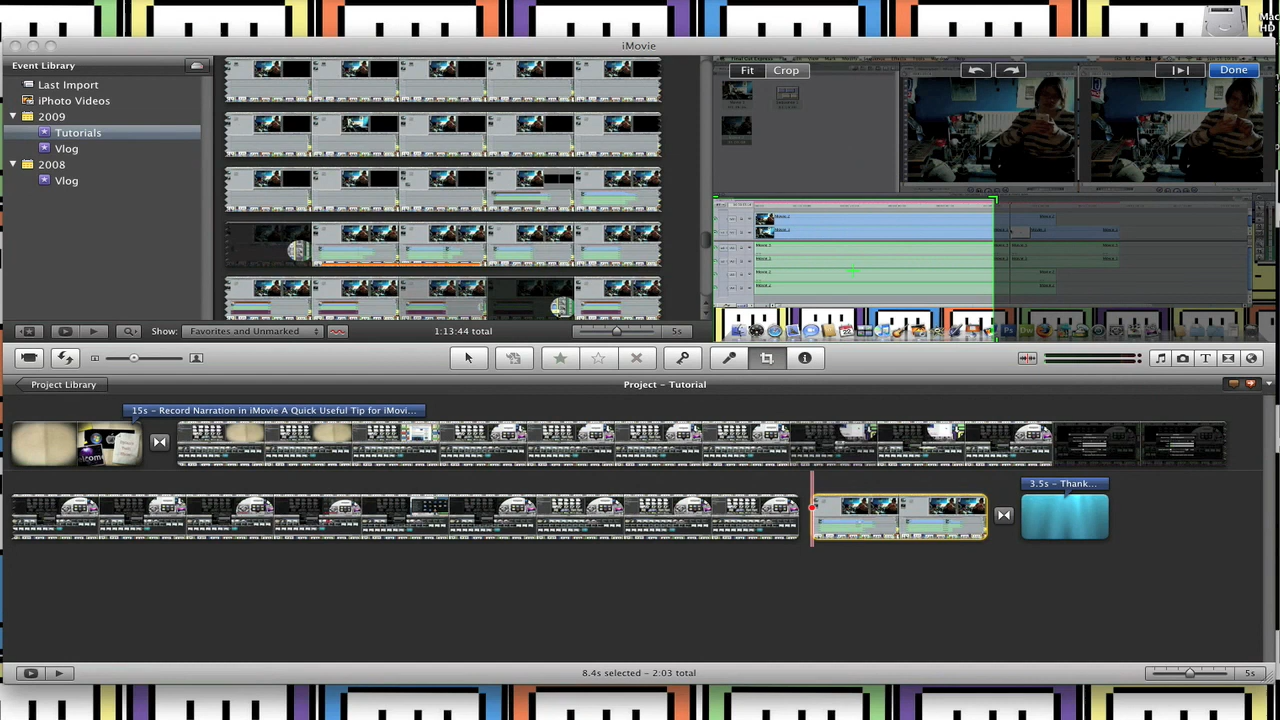 Mac
HD
iMovie
Event Library
Last Import
iPhoto Videos
2009
Tutorials
Vlog
2008
Vlog
Fit
Crop
Done
Show:
Favorites and Unmarked
1:13:44 total
5s
Project Library
Project – Tutorial
15s – Record Narration in iMovie A Quick Useful Tip for iMovi...
3.5s – Thank...
8.4s selected – 2:03 total
5s